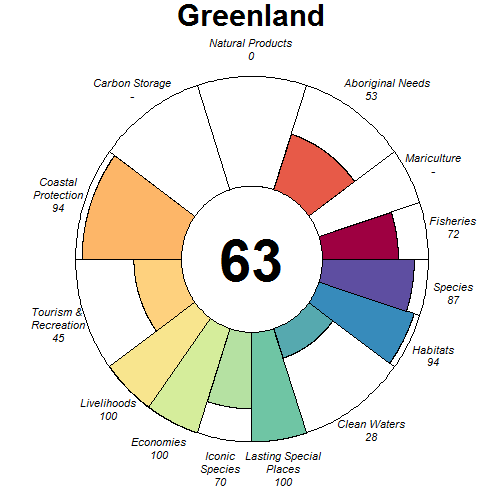 Greenland
Natural Products
0
Carbon Storage
-
Aboriginal Needs
53
Mariculture
-
Coastal
Protection
94
Fisheries
72
63
Species
87
Tourism &
Recreation
45
Habitats
94
Livelihoods
100
Clean Waters
28
Economies
100
Iconic
Species
70
Lasting Special
Places
100